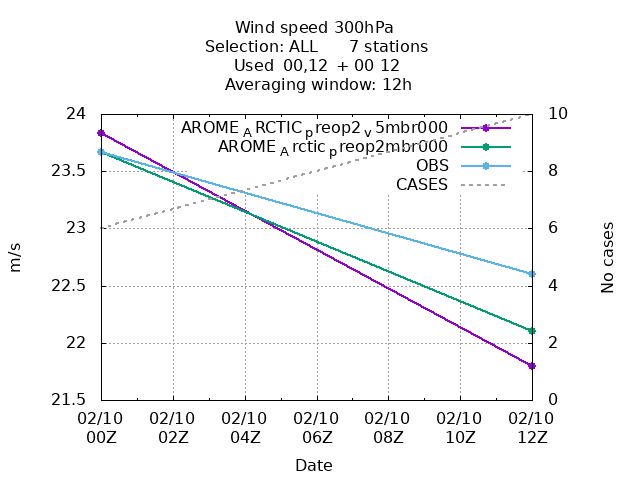 Wind speed 300hPa
Selection: ALL 7 stations
Used 00,12 + 00 12
Averaging window: 12h
24 10
AROME A RCTIC p reop2 v 5mbr000
AROME A rctic p reop2mbr000
23.5 OBS 8
CASES
23 6
m/s No cases
22.5 4
22 2
21.5 0
02/10 02/10 02/10 02/10 02/10 02/10 02/10
00Z 02Z 04Z 06Z 08Z 10Z 12Z
Date